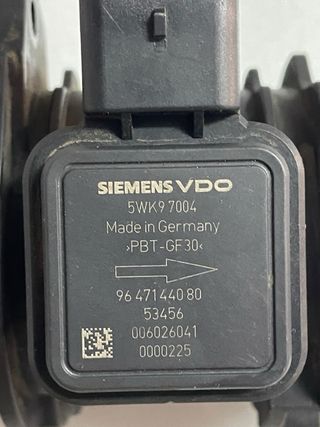 SIEMENS VDO
5WK9 7004
Made in Germany
›PBT-GF30‹
96 471 440 80
53456
006026041
0000225